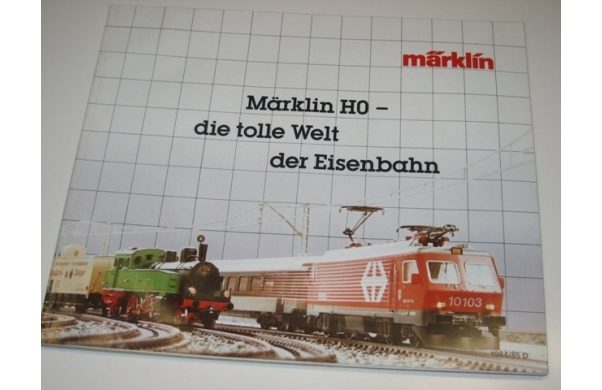 märklin
Märklin H0 –
die tolle Welt
der Eisenbahn
10103
1984/85 D